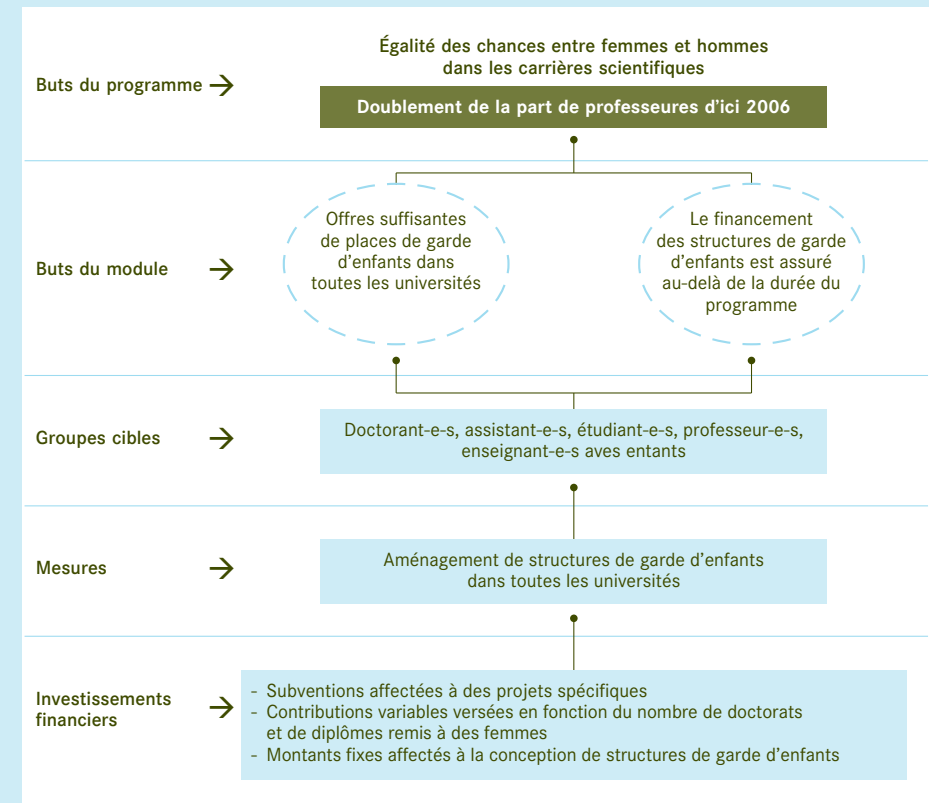 Buts du programme →
Égalité des chances entre femmes et hommes
dans les carrières scientifiques
Doublement de la part de professeures d'ici 2006
Buts du module →
Offres suffisantes
de places de garde
d'enfants dans
toutes les universités
Le financement
des structures de garde
d'enfants est assuré
au-delà de la durée du
programme
Groupes cibles →
Doctorant-e-s, assistant-e-s, étudiant-e-s, professeur-e-s,
enseignant-e-s aves entants
Mesures →
Aménagement de structures de garde d'enfants
dans toutes les universités
Investissements
financiers →
- Subventions affectées à des projets spécifiques
- Contributions variables versées en fonction du nombre de doctorats
et de diplômes remis à des femmes
- Montants fixes affectés à la conception de structures de garde d'enfants